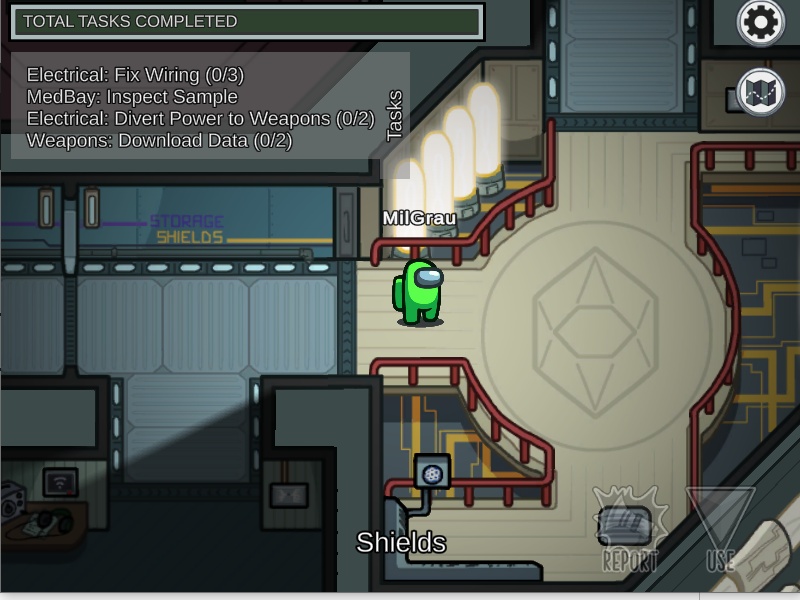 TOTAL TASKS COMPLETED
Electrical: Fix Wiring (0/3)
MedBay: Inspect Sample
Electrical: Divert Power to Weapons (0/2)
Weapons: Download Data (0/2)
Tasks
MilGrau
STORAGE
SHIELDS
Shields
REPORT
USE